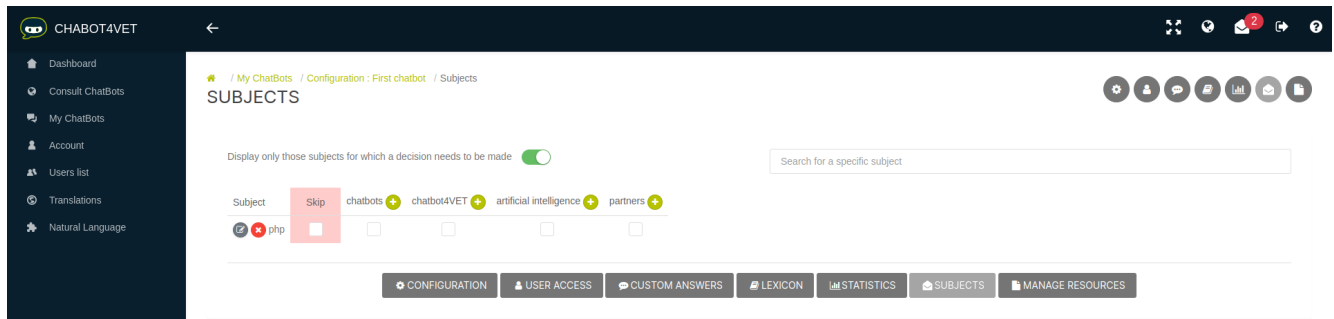 CHABOT4VET
2
Dashboard
Consult ChatBots
My ChatBots
Account
Users list
Translations
Natural Language
/ My ChatBots / Configuration : First chatbot / Subjects
SUBJECTS
Display only those subjects for which a decision needs to be made
Search for a specific subject
Subject Skip chatbots chatbot4VET artificial intelligence partners
php
CONFIGURATION USER ACCESS CUSTOM ANSWERS LEXICON STATISTICS SUBJECTS MANAGE RESOURCES